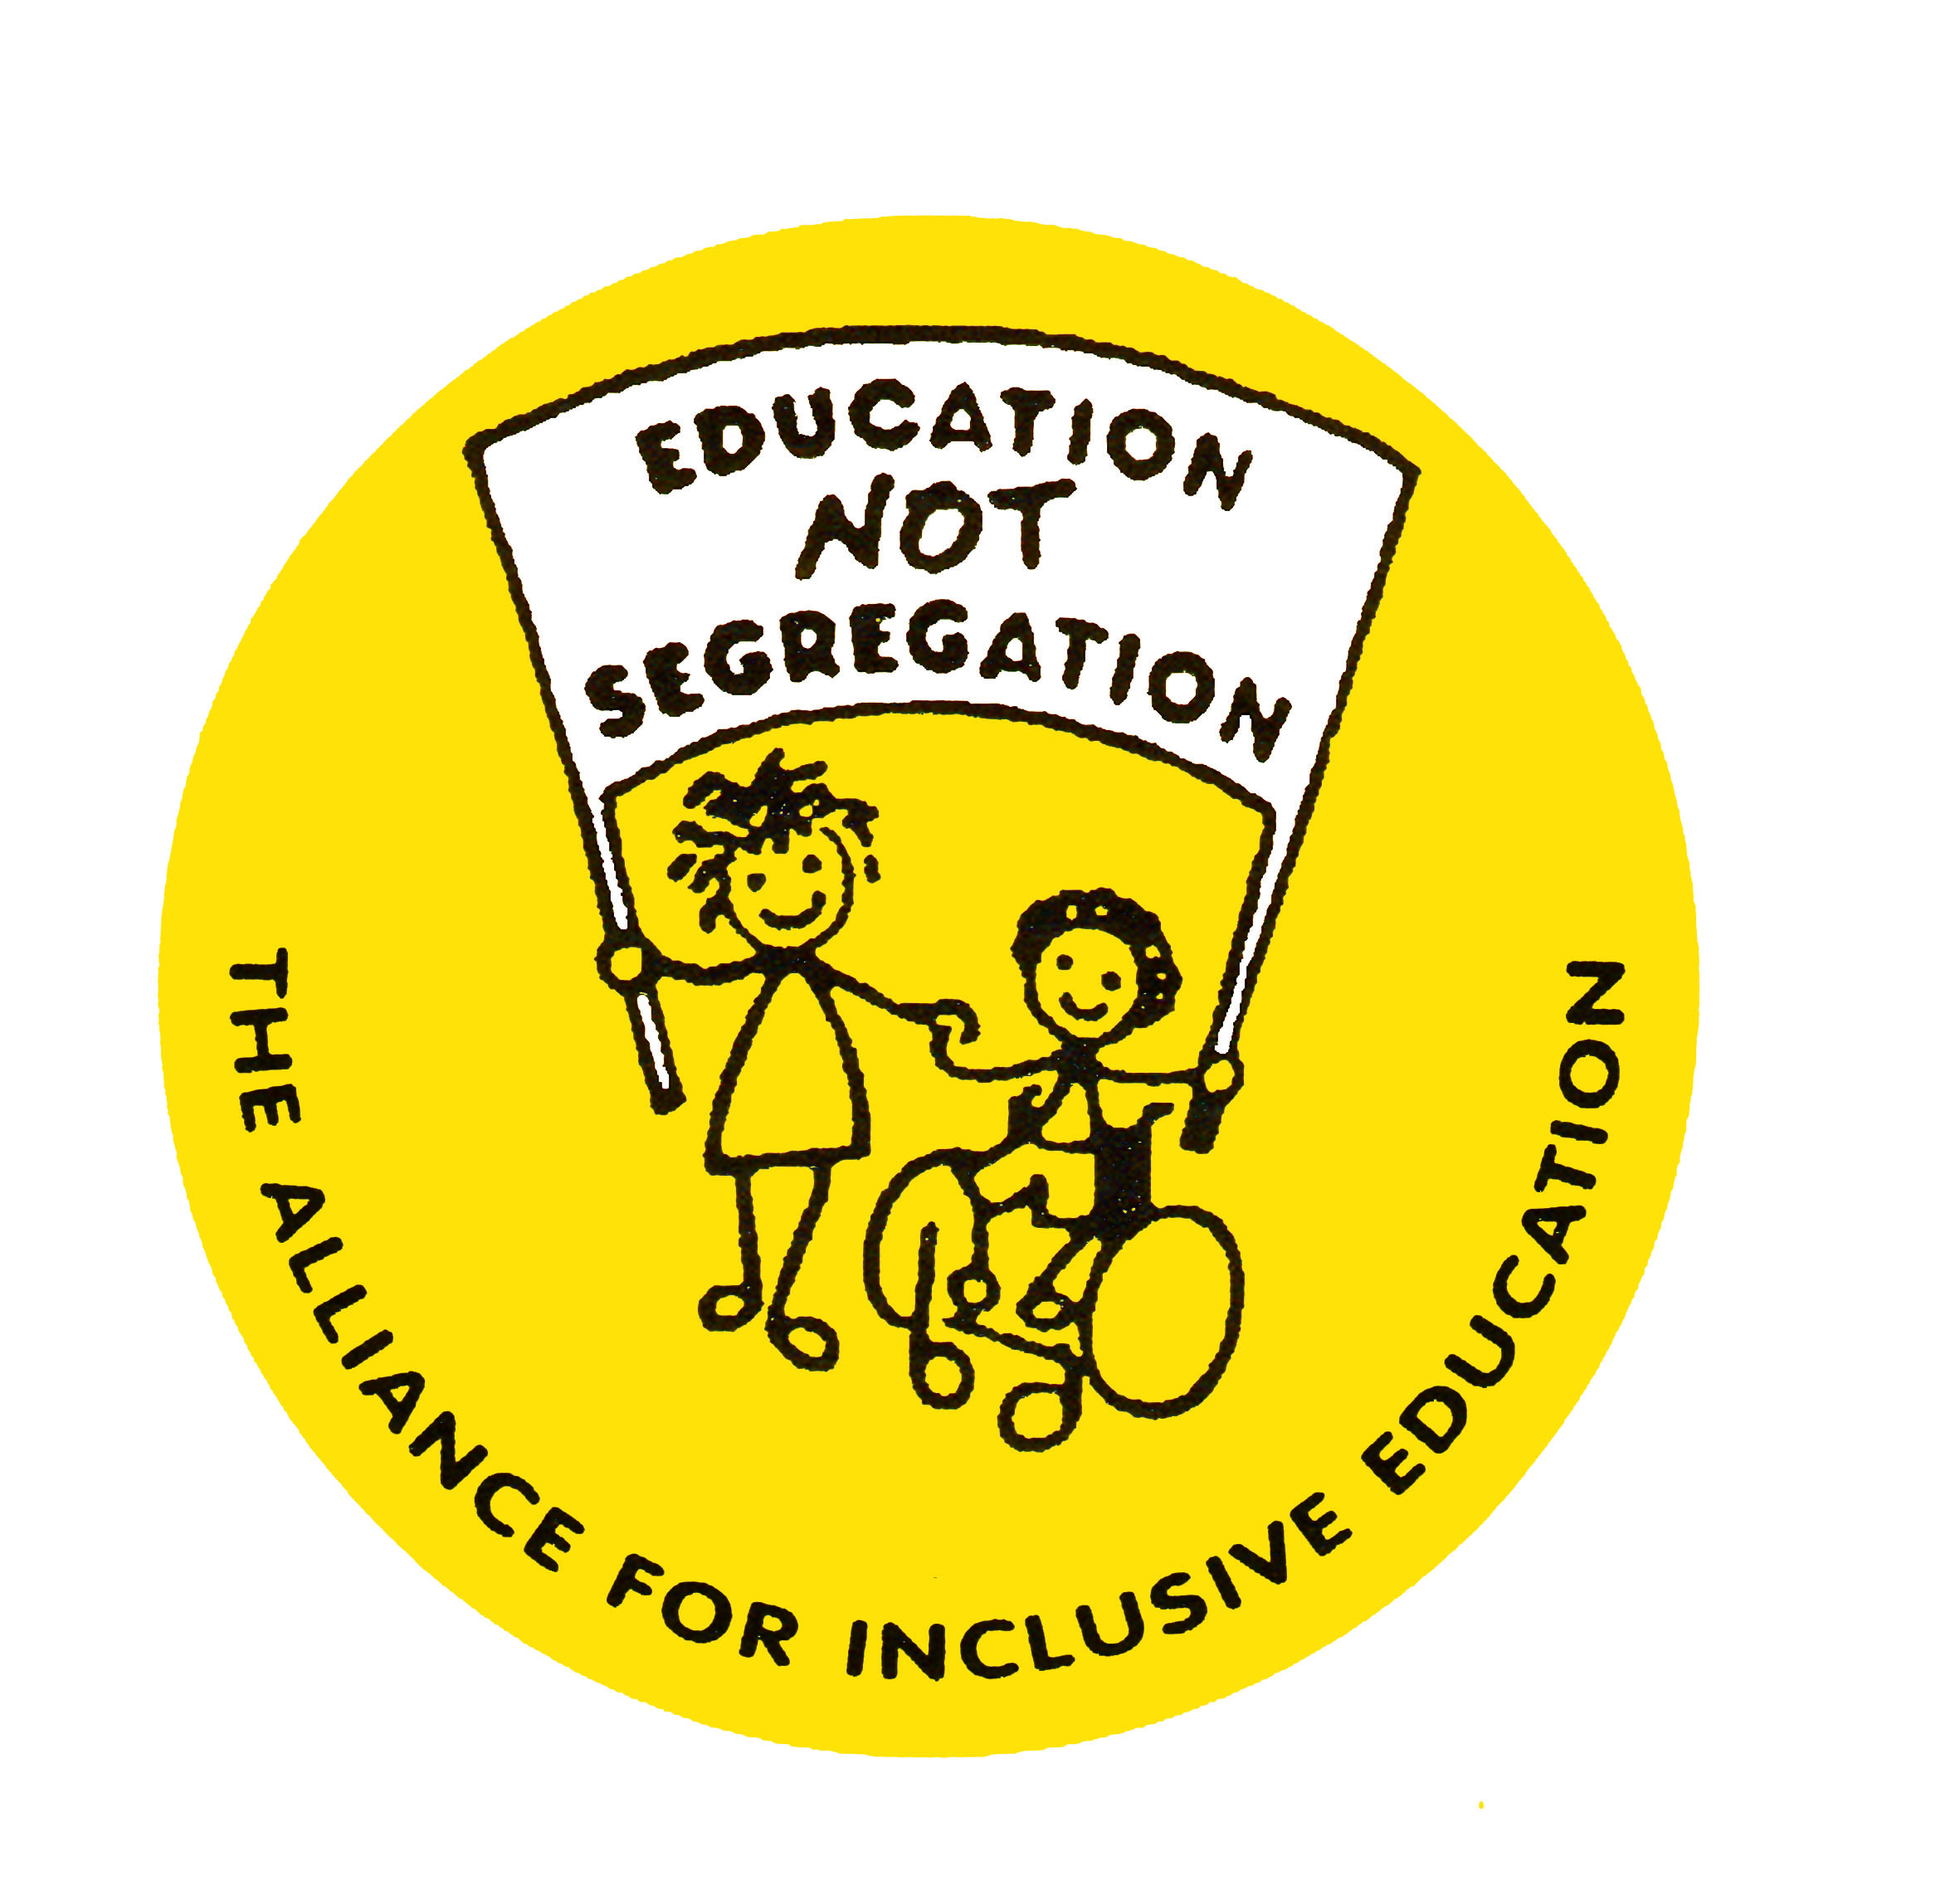 EDUCATION
NOT
SEGREGATION
THE ALLIANCE FOR INCLUSIVE EDUCATION